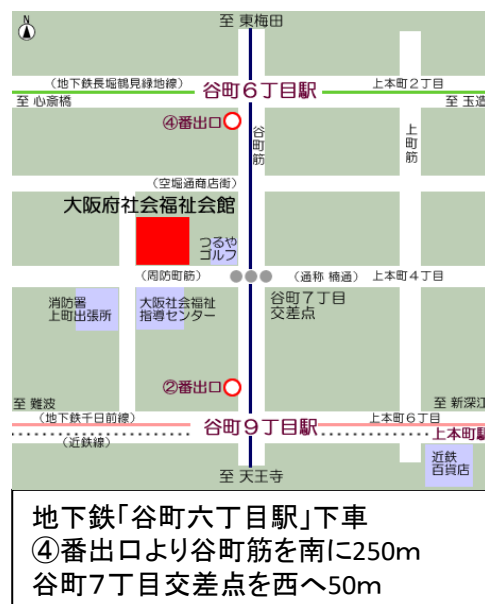 N
至 東梅田
(地下鉄長堀鶴見緑地線)
谷町6丁目駅
上本町2丁目
至 心斎橋
至 玉造
④番出口
谷町筋
上町筋
(空堀通商店街)
大阪府社会福祉会館
つるや
ゴルフ
(周防町筋)
(通称 楠通)
上本町4丁目
消防署
上町出張所
大阪社会福祉
指導センター
谷町7丁目
交差点
②番出口
至 難波
至 新深江
(地下鉄千日前線)
谷町9丁目駅
上本町6丁目
(近鉄線)
上本町駅
近鉄
百貨店
至 天王寺
地下鉄「谷町六丁目駅」下車
④番出口より谷町筋を南に250m
谷町7丁目交差点を西へ50m